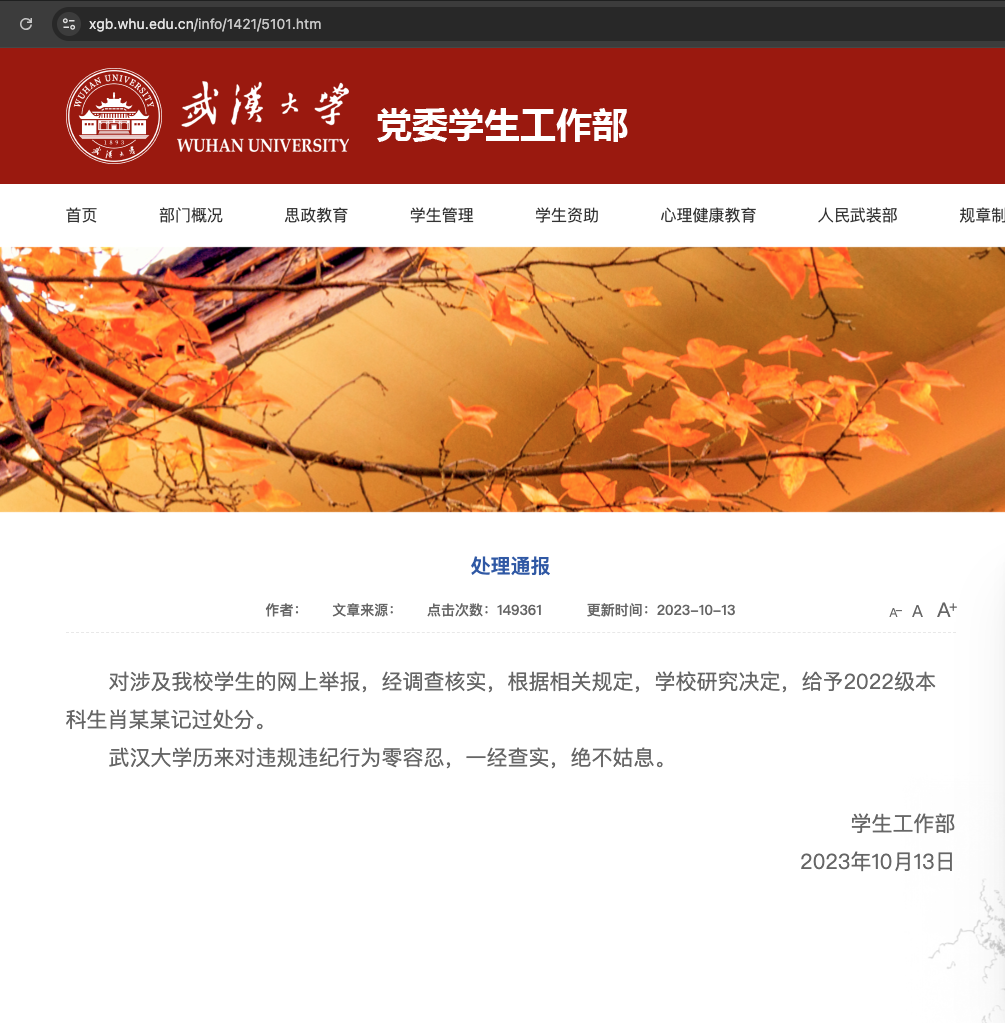 xgb.whu.edu.cn/info/1421/5101.htm
WUHAN UNIVERSITY
1893
武漢大学
武漢大學
WUHAN UNIVERSITY
党委学生工作部
首页 部门概况 思政教育 学生管理 学生资助 心理健康教育 人民武装部 规章制
处理通报
作者： 文章来源： 点击次数：149361 更新时间：2023-10-13 A- A A+
对涉及我校学生的网上举报，经调查核实，根据相关规定，学校研究决定，给予2022级本
科生肖某某记过处分。
武汉大学历来对违规违纪行为零容忍，一经查实，绝不姑息。
学生工作部
2023年10月13日